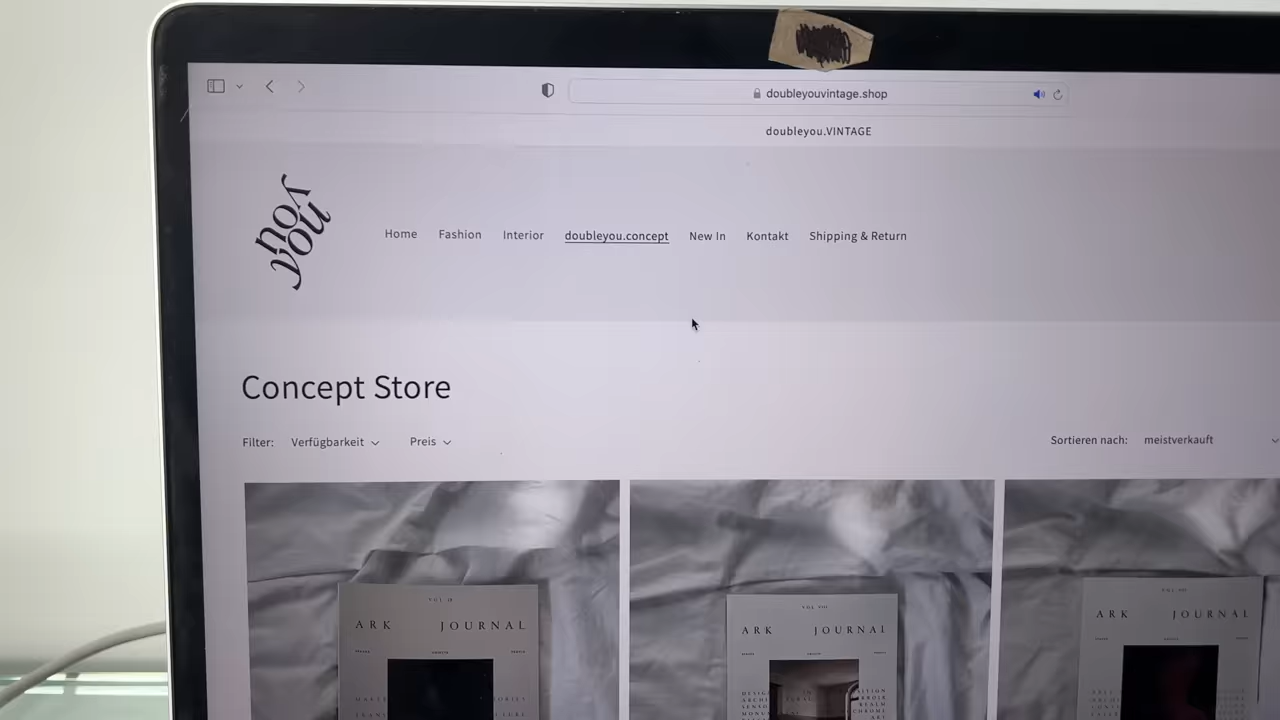 doubleyouvintage.shop
doubleyou.VINTAGE
you
Home Fashion Interior doubleyou.concept New In Kontakt Shipping & Return
Concept Store
Filter: Verfügbarkeit Preis Sortieren nach: meistverkauft
ARK JOURNAL
ARK JOURNAL
ARK JOURNAL